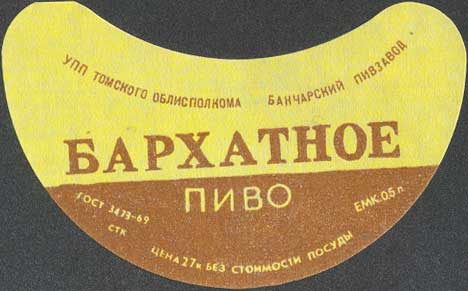 УПП ТОМСКОГО ОБЛИСПОЛКОМА БАКЧАРСКИЙ ПИВЗАВОД
БАРХАТНОЕ
ПИВО
ГОСТ 3473-69
СТК
ЕМК. 0,5 л
ЦЕНА 27к БЕЗ СТОИМОСТИ ПОСУДЫ